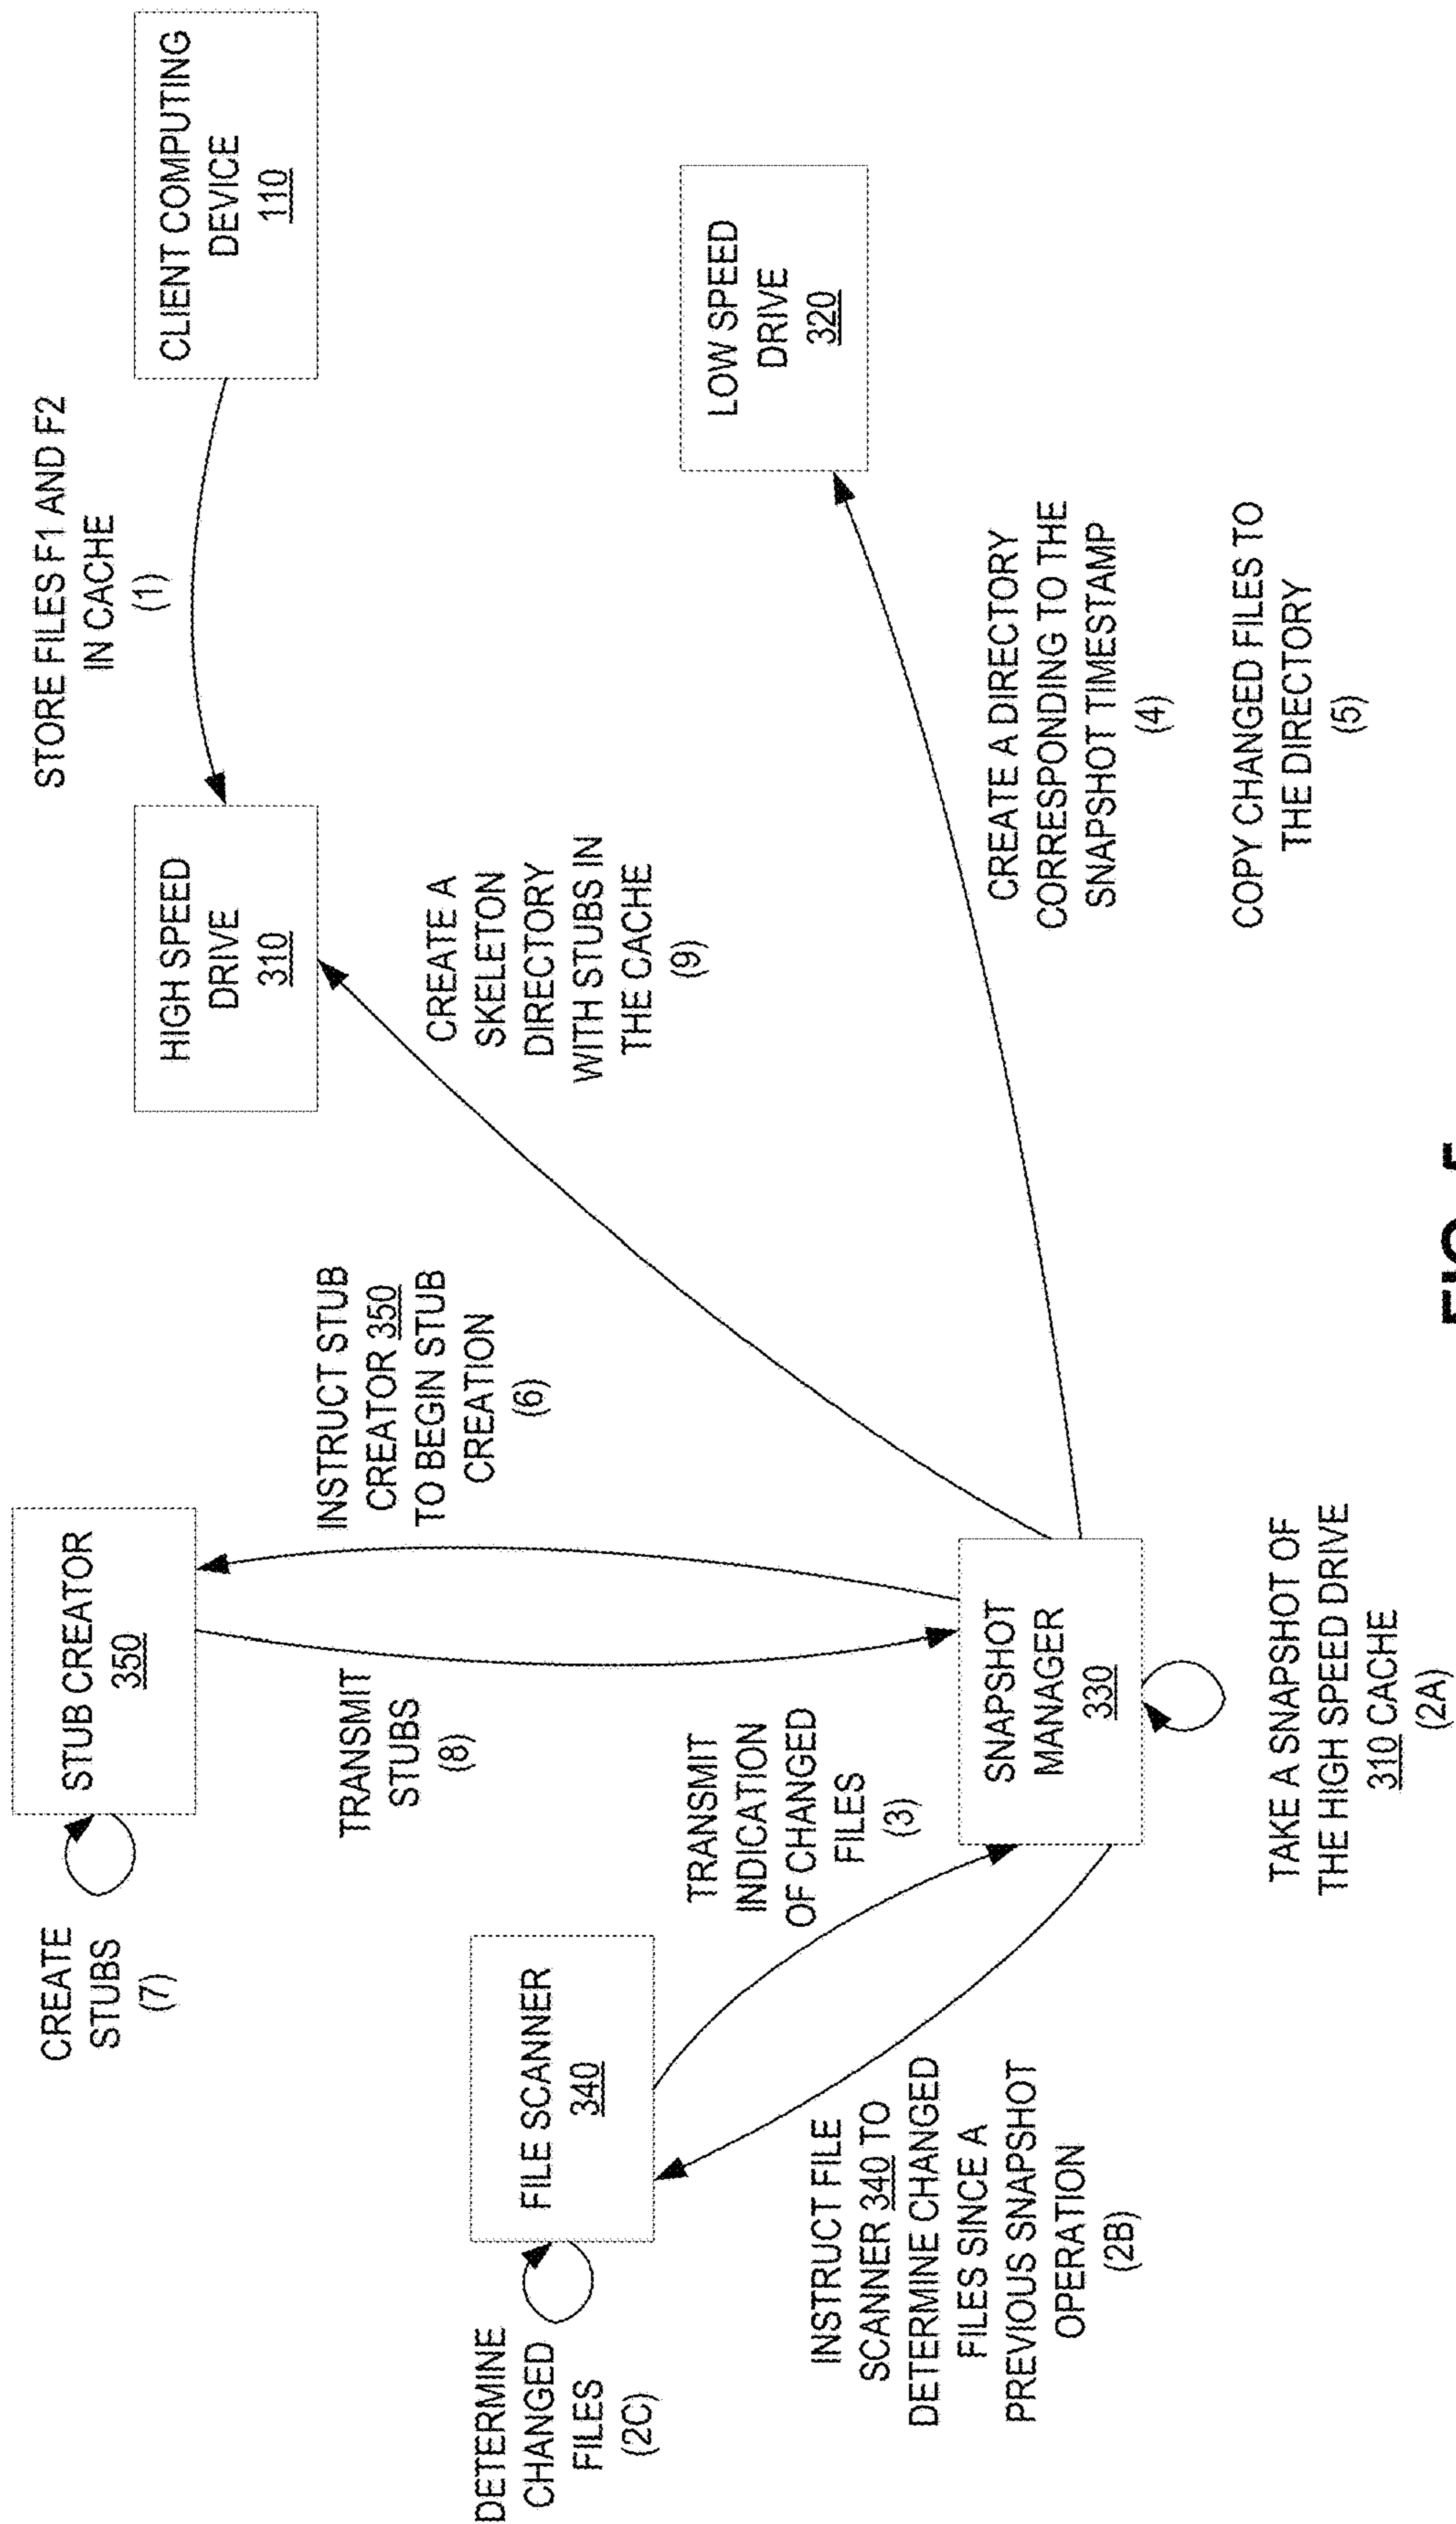 CREATE
STUBS
(7)
STUB CREATOR
350
STORE FILES F1 AND F2
IN CACHE
(1)
HIGH SPEED
DRIVE
310
CLIENT COMPUTING
DEVICE
110
INSTRUCT STUB
CREATOR 350
TO BEGIN STUB
CREATION
(6)
TRANSMIT
STUBS
(8)
CREATE A
SKELETON
DIRECTORY
WITH STUBS IN
THE CACHE
(9)
DETERMINE
CHANGED
FILES
(2C)
FILE SCANNER
340
TRANSMIT
INDICATION
OF CHANGED
FILES
(3)
LOW SPEED
DRIVE
320
INSTRUCT FILE
SCANNER 340 TO
DETERMINE CHANGED
FILES SINCE A
PREVIOUS SNAPSHOT
OPERATION
(2B)
SNAPSHOT
MANAGER
330
CREATE A DIRECTORY
CORRESPONDING TO THE
SNAPSHOT TIMESTAMP
(4)
COPY CHANGED FILES TO
THE DIRECTORY
(5)
TAKE A SNAPSHOT OF
THE HIGH SPEED DRIVE
310 CACHE
(2A)
FIG.